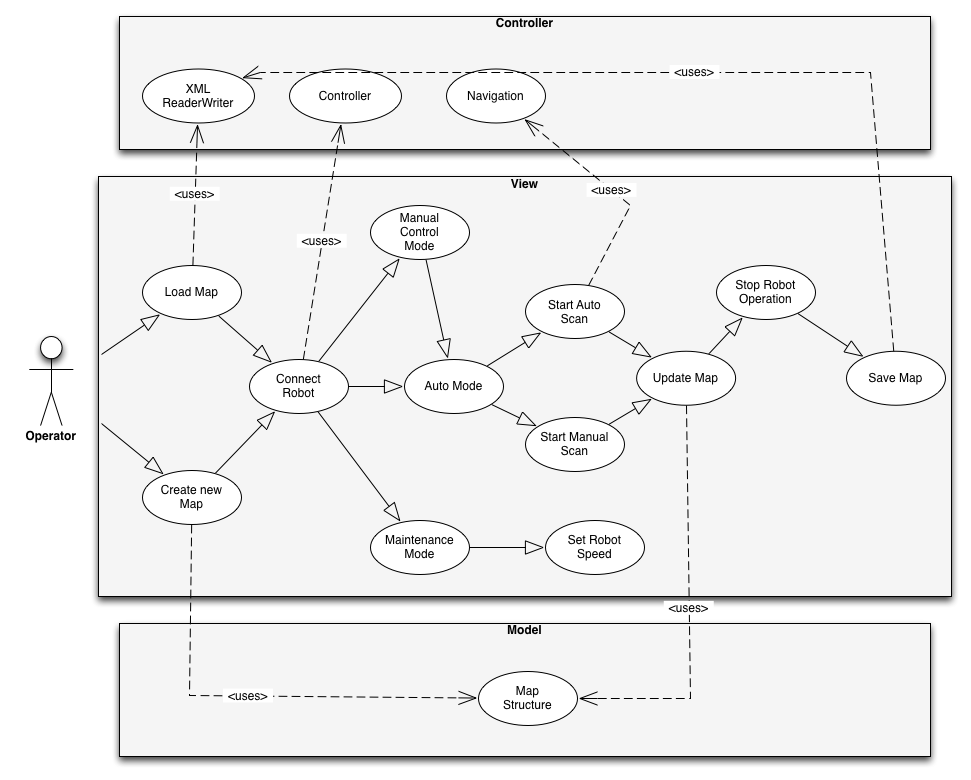 Controller
XML
ReaderWriter
Controller
Navigation
<uses>
<uses>
<uses>
<uses>
View
Manual
Control
Mode
Load Map
Start Auto
Scan
Stop Robot
Operation
Connect
Robot
Auto Mode
Update Map
Save Map
Operator
Start Manual
Scan
Create new
Map
Maintenance
Mode
Set Robot
Speed
<uses>
Model
<uses>
Map
Structure